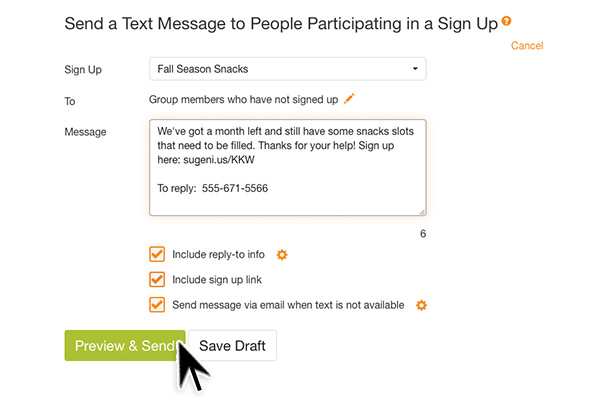 Send a Text Message to People Participating in a Sign Up ?
Cancel
Sign Up
Fall Season Snacks
To
Group members who have not signed up
Message
We've got a month left and still have some snacks slots
that need to be filled. Thanks for your help! Sign up
here: sugeni.us/KKW
To reply:  555-671-5566
6
Include reply-to info
Include sign up link
Send message via email when text is not available
Preview & Send
Save Draft